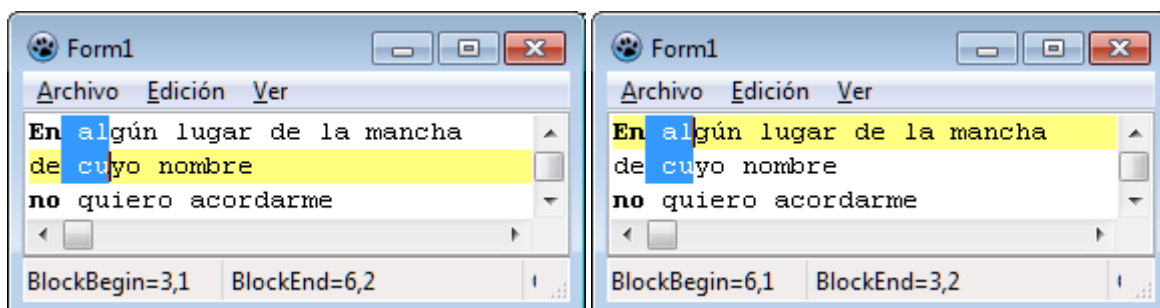 Form1
Archivo Edición Ver
En algún lugar de la mancha
de cuyo nombre
no quiero acordarme
BlockBegin=3,1 BlockEnd=6,2
Form1
Archivo Edición Ver
En algún lugar de la mancha
de cuyo nombre
no quiero acordarme
BlockBegin=6,1 BlockEnd=3,2